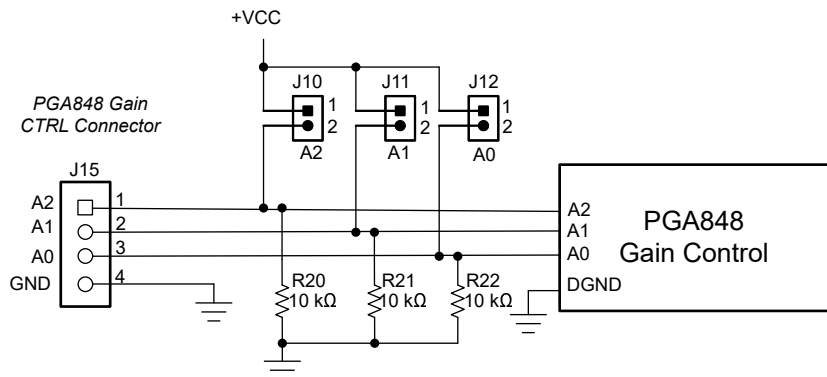 +VCC
J10
J11
J12
PGA848 Gain
CTRL Connector
1
2
1
2
1
2
A2
A1
A0
J15
A2
1
A1
2
A0
3
GND
4
A2
A1
A0
DGND
PGA848
Gain Control
R20
10 kΩ
R21
10 kΩ
R22
10 kΩ